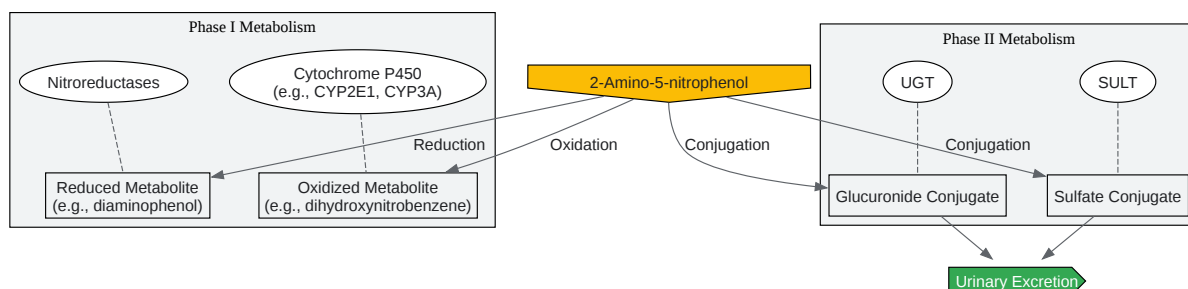 Phase I Metabolism
Phase II Metabolism
Nitroreductases
Cytochrome P450
(e.g., CYP2E1, CYP3A)
2-Amino-5-nitrophenol
UGT
SULT
Reduction
Oxidation
Conjugation
Conjugation
Reduced Metabolite
(e.g., diaminophenol)
Oxidized Metabolite
(e.g., dihydroxynitrobenzene)
Glucuronide Conjugate
Sulfate Conjugate
Urinary Excretion